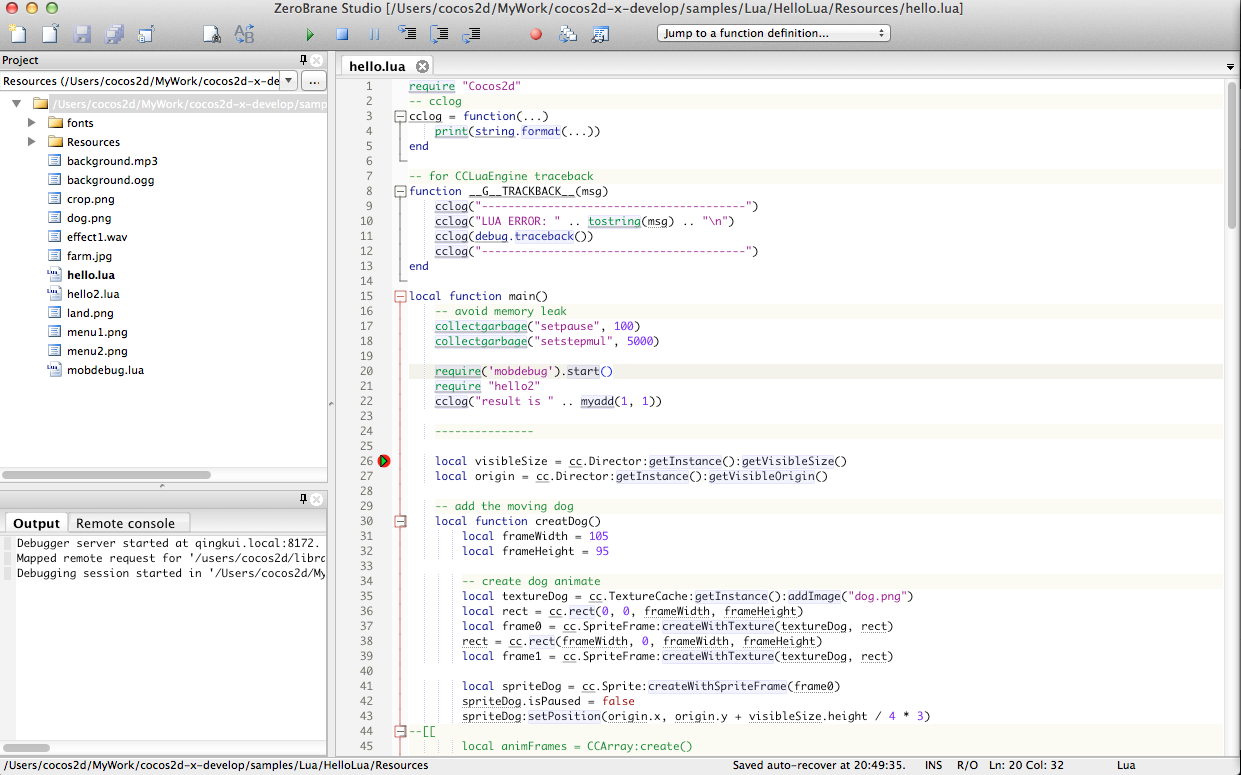 ZeroBrane Studio [/Users/cocos2d/MyWork/cocos2d-x-develop/samples/Lua/HelloLua/Resources/hello.lua]
Jump to a function definition...
Project
Resources (/Users/cocos2d/MyWork/cocos2d-x-de
...
/Users/cocos2d/MyWork/cocos2d-x-develop/samp
fonts
Resources
background.mp3
background.ogg
crop.png
dog.png
effect1.wav
farm.jpg
hello.lua
hello2.lua
land.png
menu1.png
menu2.png
mobdebug.lua
Output
Remote console
Debugger server started at qingkui.local:8172.
Mapped remote request for '/users/cocos2d/libra
Debugging session started in '/Users/cocos2d/My
hello.lua
1 require "Cocos2d"
2 -- cclog
3 cclog = function(...)
4 print(string.format(...))
5 end
6
7 -- for CCLuaEngine traceback
8 function __G__TRACKBACK__(msg)
9 cclog("----------------------------------------")
10 cclog("LUA ERROR: " .. tostring(msg) .. "\n")
11 cclog(debug.traceback())
12 cclog("----------------------------------------")
13 end
14
15 local function main()
16 -- avoid memory leak
17 collectgarbage("setpause", 100)
18 collectgarbage("setstepmul", 5000)
19
20 require('mobdebug').start()
21 require "hello2"
22 cclog("result is " .. myadd(1, 1))
23
24 ---------------
25
26 local visibleSize = cc.Director:getInstance():getVisibleSize()
27 local origin = cc.Director:getInstance():getVisibleOrigin()
28
29 -- add the moving dog
30 local function creatDog()
31 local frameWidth = 105
32 local frameHeight = 95
33
34 -- create dog animate
35 local textureDog = cc.TextureCache:getInstance():addImage("dog.png")
36 local rect = cc.rect(0, 0, frameWidth, frameHeight)
37 local frame0 = cc.SpriteFrame:createWithTexture(textureDog, rect)
38 rect = cc.rect(frameWidth, 0, frameWidth, frameHeight)
39 local frame1 = cc.SpriteFrame:createWithTexture(textureDog, rect)
40
41 local spriteDog = cc.Sprite:createWithSpriteFrame(frame0)
42 spriteDog.isPaused = false
43 spriteDog:setPosition(origin.x, origin.y + visibleSize.height / 4 * 3)
44 --[[
45 local animFrames = CCArray:create()
/Users/cocos2d/MyWork/cocos2d-x-develop/samples/Lua/HelloLua/Resources
Saved auto-recover at 20:49:35.
INS
R/O
Ln: 20 Col: 32
Lua